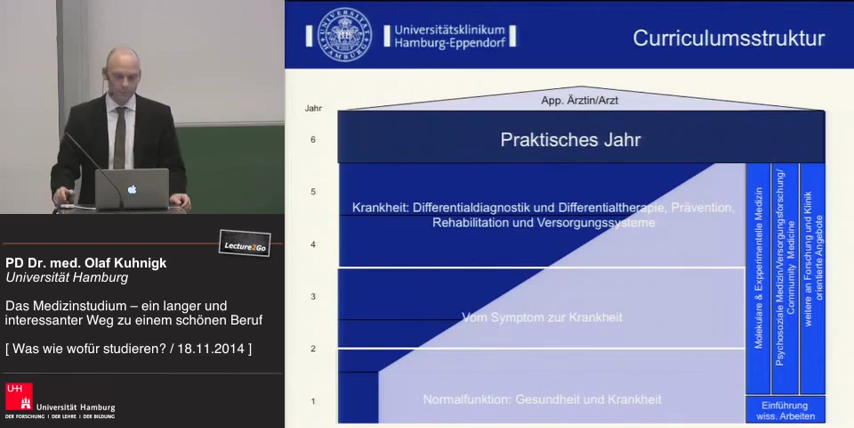 Universitätsklinikum
Hamburg-Eppendorf
Curriculumsstruktur
App. Ärztin/Arzt
Jahr
6
Praktisches Jahr
5
Krankheit: Differentialdiagnostik und Differentialtherapie, Prävention,
Rehabilitation und Versorgungssysteme
4
3
Vom Symptom zur Krankheit
2
1
Normalfunktion: Gesundheit und Krankheit
Molekulare & Expperimentelle Medizin
Psychosoziale Medizin/Versorgungsforschung/
Community Medicine
weitere an Forschung und Klinik
orientierte Angebote
Einführung
wiss. Arbeiten
Lecture2Go
PD Dr. med. Olaf Kuhnigk
Universität Hamburg
Das Medizinstudium – ein langer und
interessanter Weg zu einem schönen Beruf
[ Was wie wofür studieren? / 18.11.2014 ]
UHH
Universität Hamburg
DER FORSCHUNG | DER LEHRE | DER BILDUNG